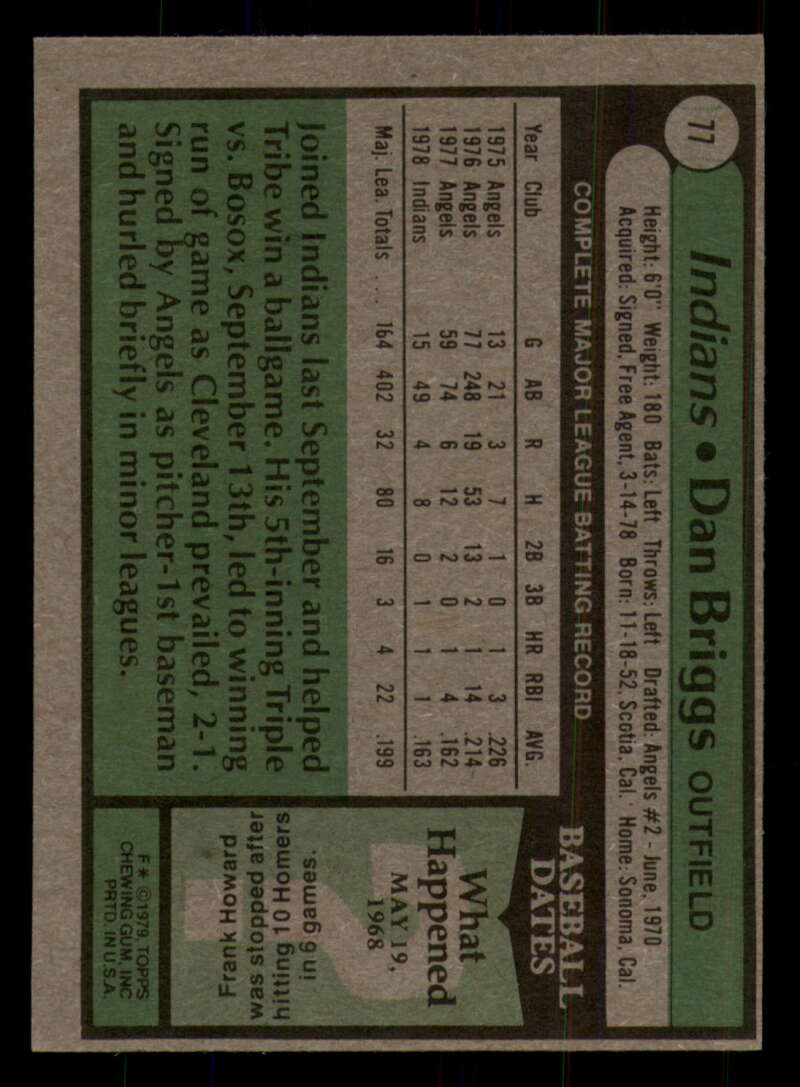 77
Indians • Dan Briggs OUTFIELD
Height: 6'0" Weight: 180 Bats: Left Throws: Left Drafted: Angels #2 - June, 1970
Acquired: Signed, Free Agent, 3-14-78 Born: 11-18-52, Scotia, Cal. Home: Sonoma, Cal.
COMPLETE MAJOR LEAGUE BATTING RECORD
Year Club G AB R H 2B 3B HR RBI AVG.
1975 Angels 13 21 3 7 1 0 1 3 .226
1976 Angels 77 248 19 53 13 2 1 14 .214
1977 Angels 59 74 6 12 2 0 1 4 .162
1978 Indians 15 49 4 8 0 1 1 1 .163
Maj. Lea. Totals .... 164 402 32 80 16 3 4 22 .199
Joined Indians last September and helped
Tribe win a ballgame. His 5th-inning Triple
vs. Bosox, September 13th, led to winning
run of game as Cleveland prevailed, 2-1.
Signed by Angels as pitcher-1st baseman
and hurled briefly in minor leagues.
BASEBALL
DATES
What
Happened
MAY 19,
1968
Frank Howard
was stopped after
hitting 10 Homers
in 6 games.
F * ©1979, TOPPS
CHEWING GUM, INC
PRTD. IN U.S.A.